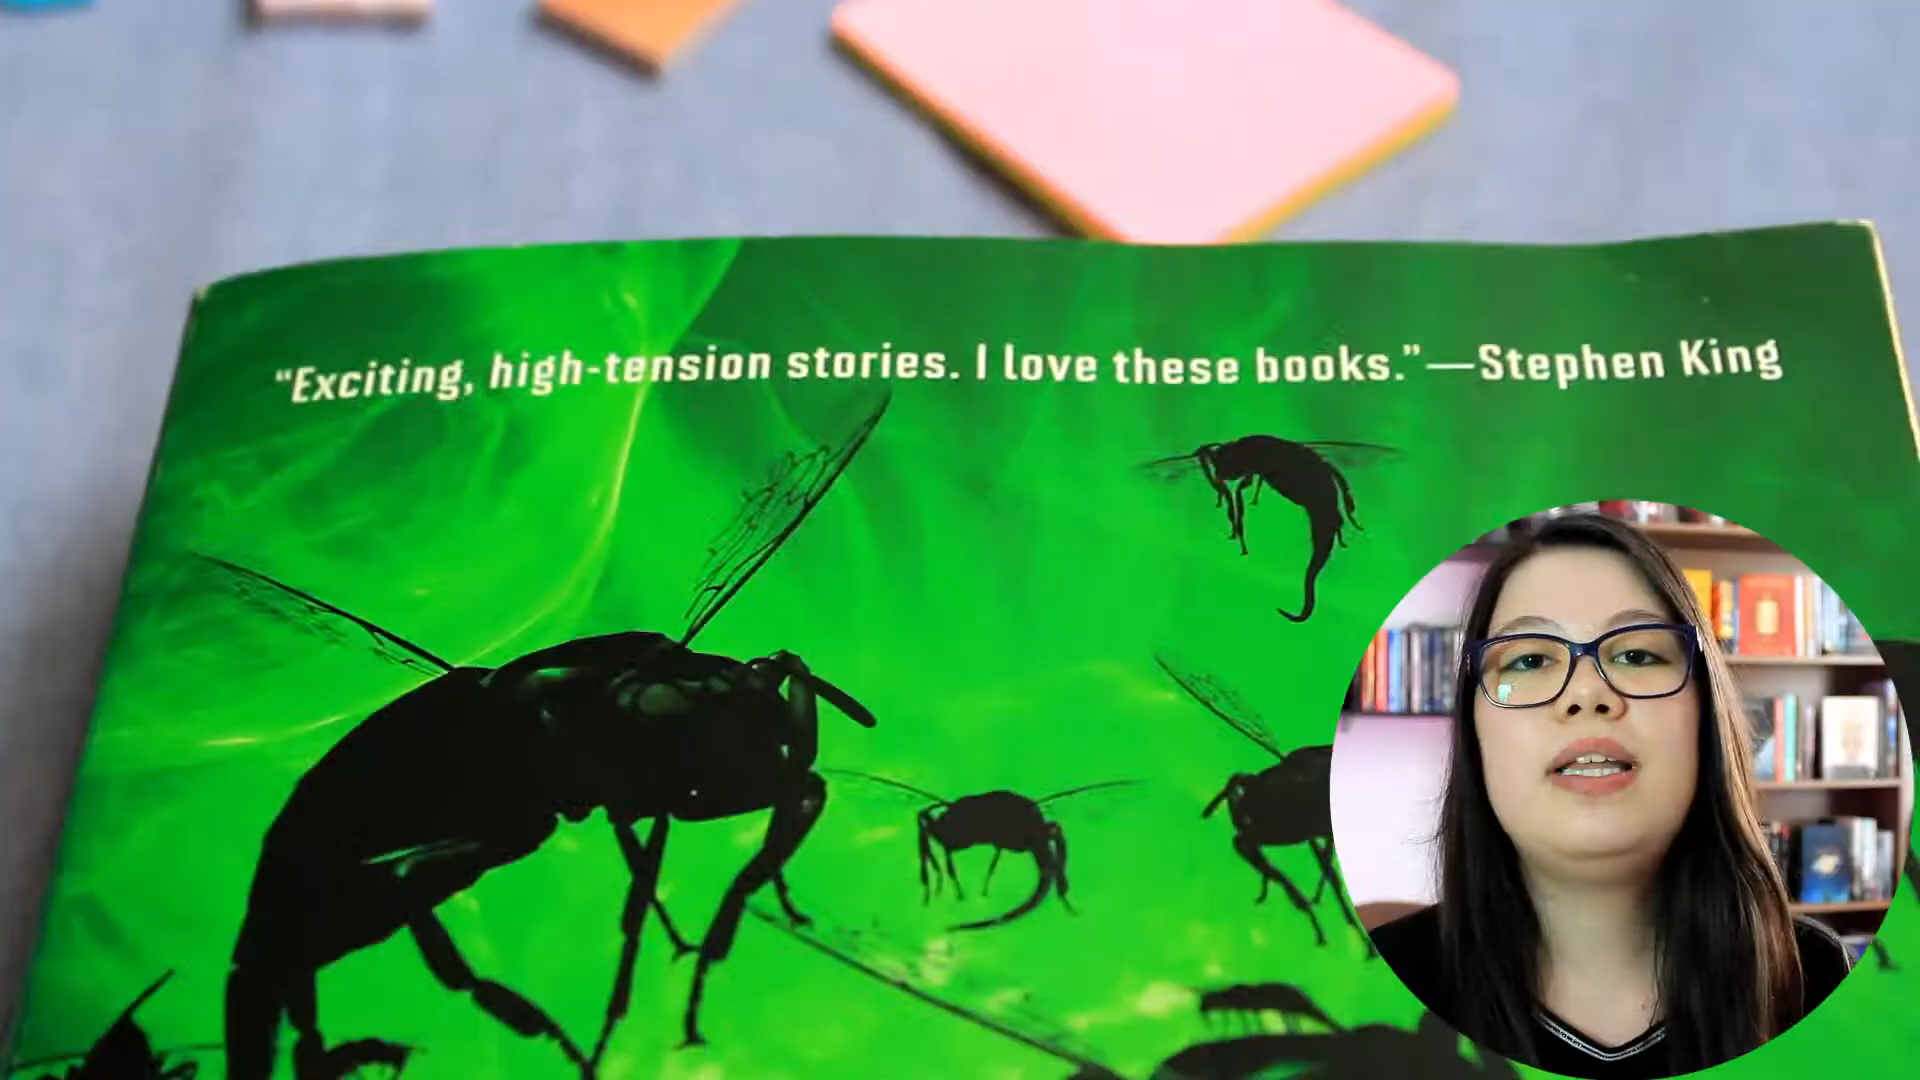 “Exciting, high-tension stories. I love these books.”—Stephen King